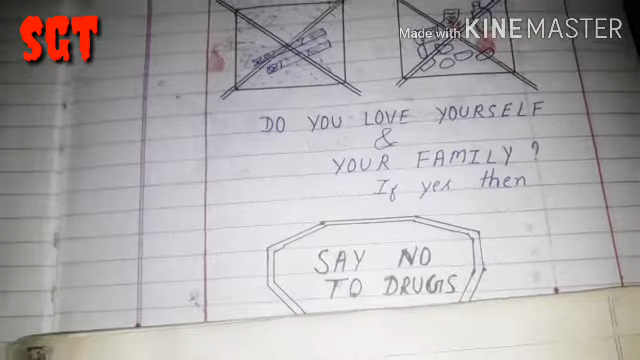 SGT
Made with KINEMASTER
DO YOU LOVE YOURSELF
&
YOUR FAMILY ?
If yes then
SAY NO
TO DRUGS